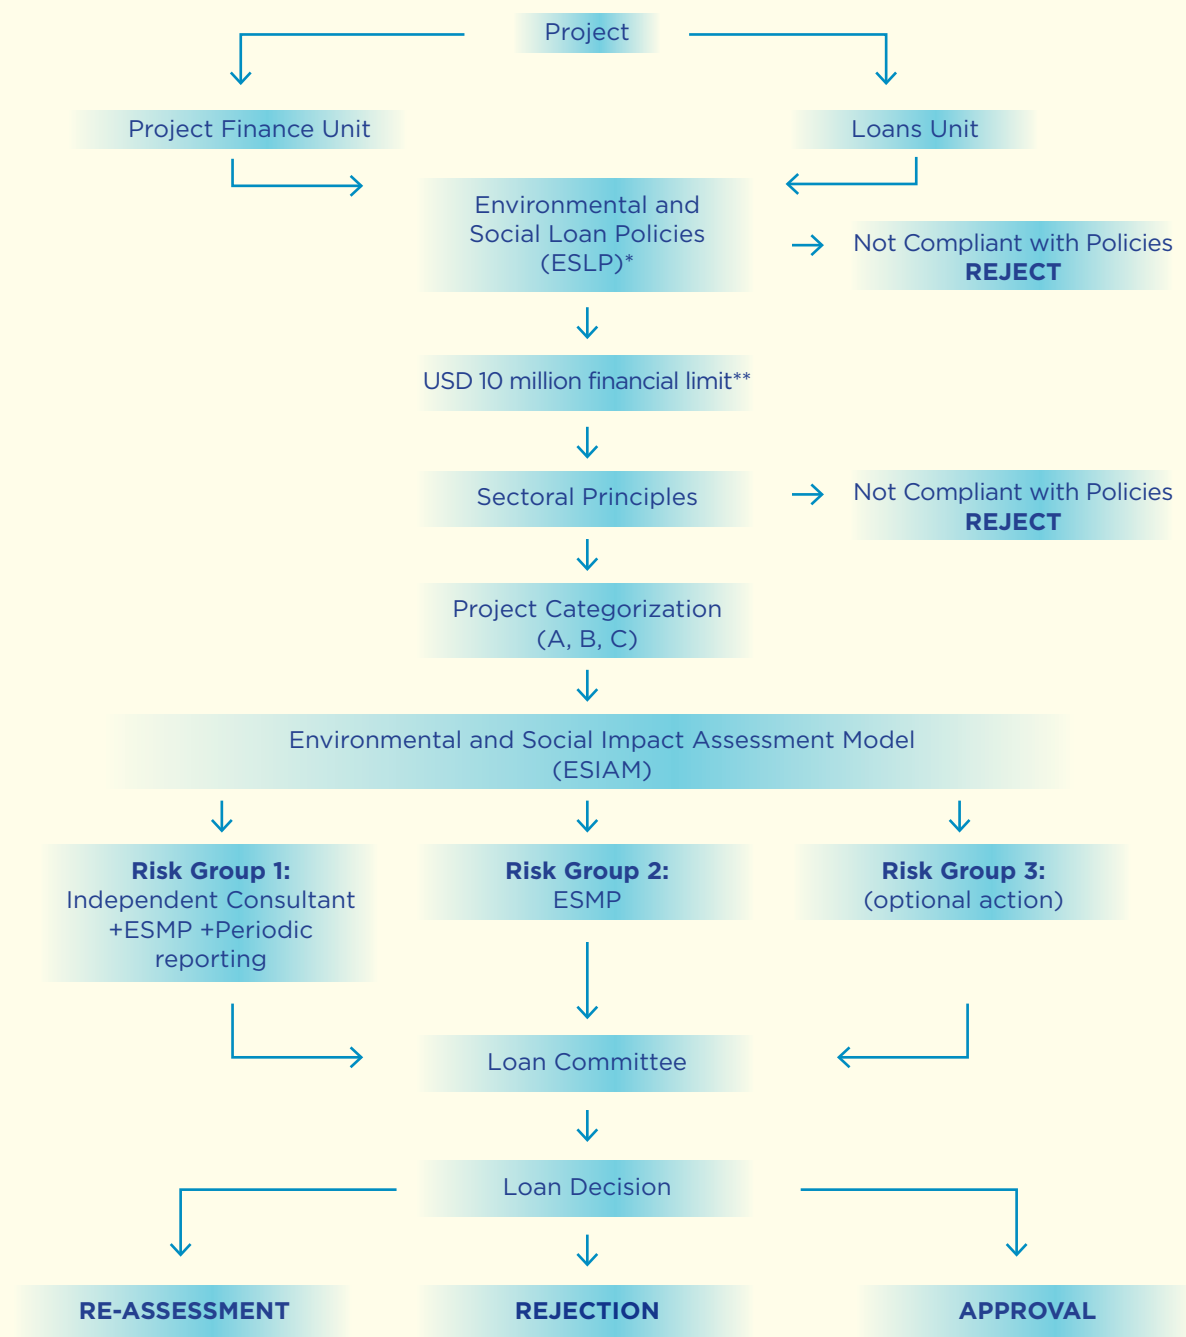 Project
Project Finance Unit
Loans Unit
Environmental and
Social Loan Policies
(ESLP)*
Not Compliant with Policies
REJECT
USD 10 million financial limit**
Sectoral Principles
Not Compliant with Policies
REJECT
Project Categorization
(A, B, C)
Environmental and Social Impact Assessment Model
(ESIAM)
Risk Group 1:
Independent Consultant
+ESMP +Periodic
reporting
Risk Group 2:
ESMP
Risk Group 3:
(optional action)
Loan Committee
Loan Decision
RE-ASSESSMENT
REJECTION
APPROVAL